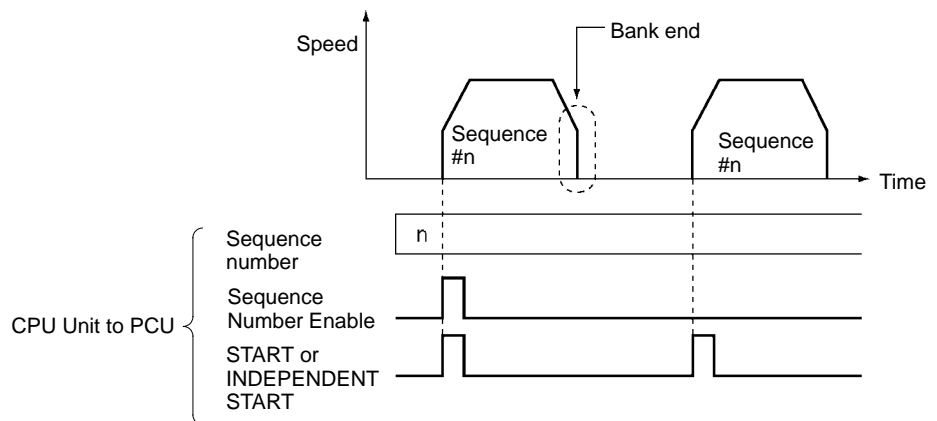 Bank end
Speed
Sequence
#n
Sequence
#n
Time
Sequence
number
n
Sequence
Number Enable
CPU Unit to PCU
START or
INDEPENDENT
START